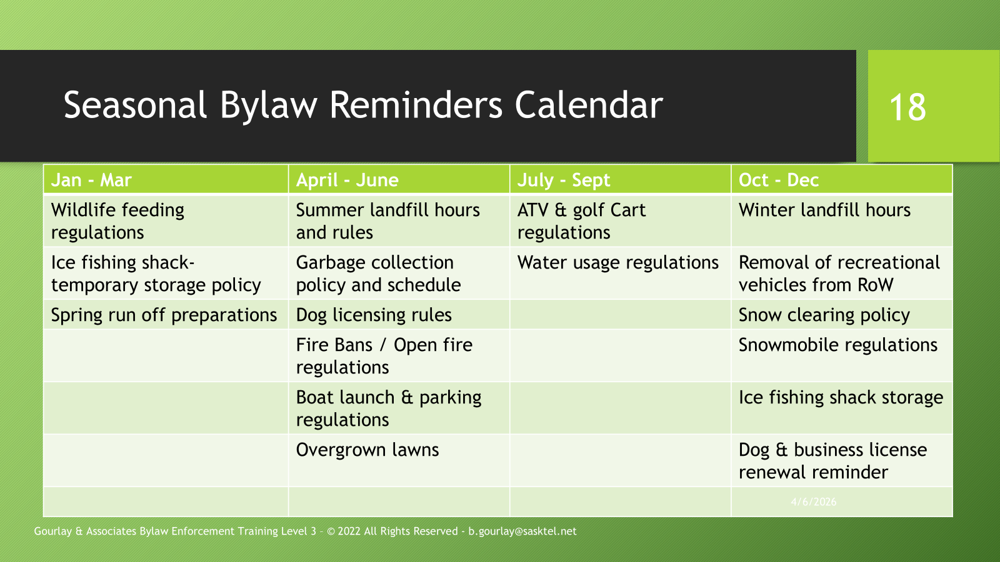 Seasonal Bylaw Reminders Calendar
18
Jan - Mar
April - June
July - Sept
Oct - Dec
Wildlife feeding
regulations
Summer landfill hours
and rules
ATV & golf Cart
regulations
Winter landfill hours
Ice fishing shack-
temporary storage policy
Garbage collection
policy and schedule
Water usage regulations
Removal of recreational
vehicles from RoW
Spring run off preparations
Dog licensing rules
Snow clearing policy
Fire Bans / Open fire
regulations
Snowmobile regulations
Boat launch & parking
regulations
Ice fishing shack storage
Overgrown lawns
Dog & business license
renewal reminder
4/6/2026
Gourlay & Associates Bylaw Enforcement Training Level 3 – © 2022 All Rights Reserved - b.gourlay@sasktel.net